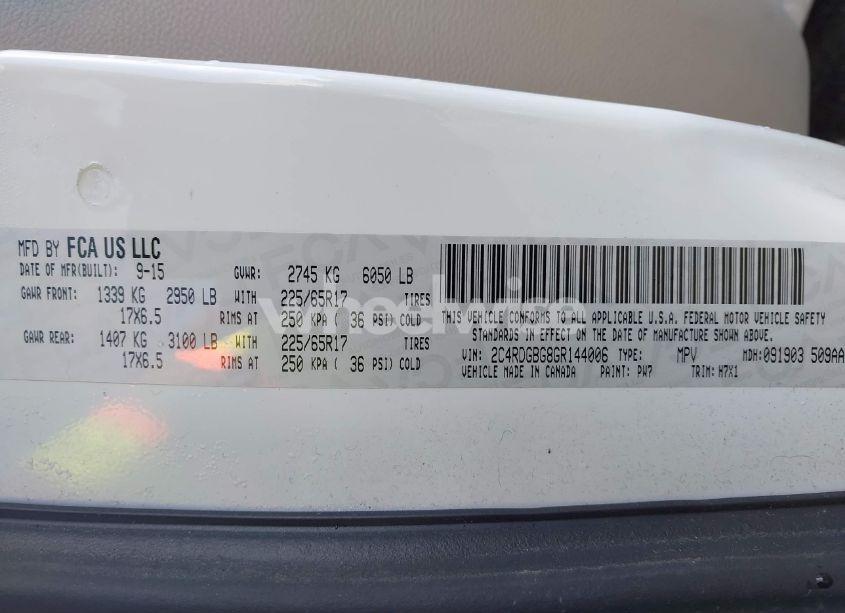 MFD BY FCA US LLC
DATE OF MFR(BUILT): 9-15 GVWR: 2745 KG 6050 LB
GAWR FRONT: 1339 KG 2950 LB WITH 225/65R17 TIRES
17X6.5 RIMS AT 250 KPA ( 36 PSI) COLD
GAWR REAR: 1407 KG 3100 LB WITH 225/65R17 TIRES
17X6.5 RIMS AT 250 KPA ( 36 PSI) COLD
THIS VEHICLE CONFORMS TO ALL APPLICABLE U.S.A. FEDERAL MOTOR VEHICLE SAFETY
STANDARDS IN EFFECT ON THE DATE OF MANUFACTURE SHOWN ABOVE.
VIN: 2C4RDGBG8GR144006 TYPE: MPV MDH:091903 509AA
VEHICLE MADE IN CANADA PAINT: PW7 TRIM: H7X1